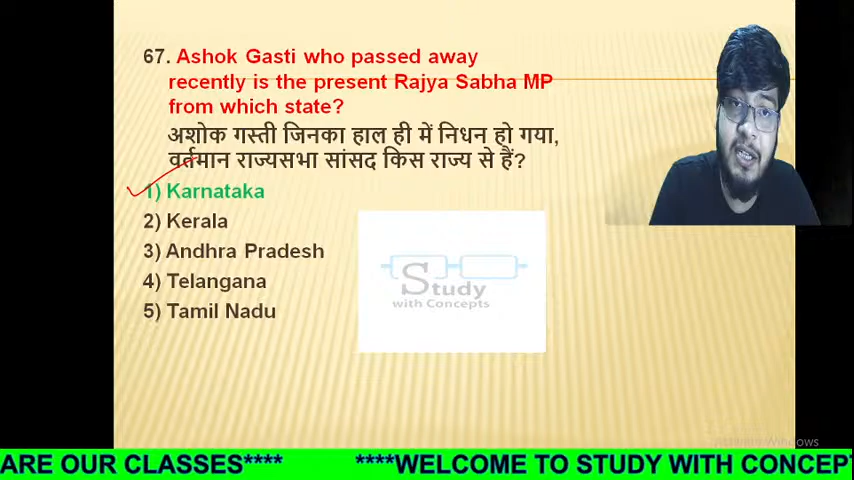 67. Ashok Gasti who passed away
recently is the present Rajya Sabha MP
from which state?
अशोक गस्ती जिनका हाल ही में निधन हो गया,
वर्तमान राज्यसभा सांसद किस राज्य से हैं?
1) Karnataka
2) Kerala
3) Andhra Pradesh
4) Telangana
5) Tamil Nadu
Study
with Concepts
ARE OUR CLASSES**** ****WELCOME TO STUDY WITH CONCEPT